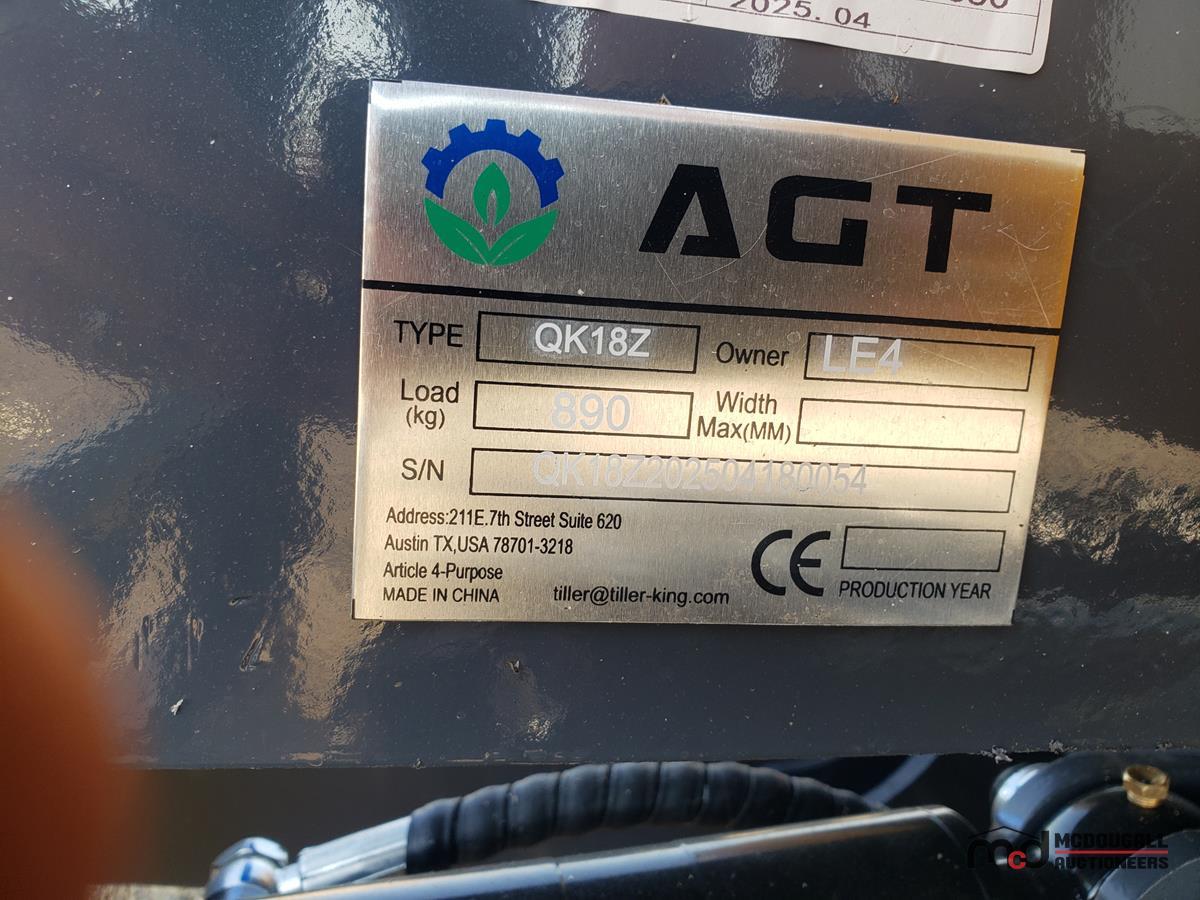 2025.04
AGT
TYPE QK18Z Owner LE4
Load (kg) 890 Width Max(MM)
S/N QK18Z202504180054
Address:211E.7th Street Suite 620
Austin TX,USA 78701-3218
Article 4-Purpose
MADE IN CHINA tiller@tiller-king.com CE PRODUCTION YEAR
mcd MCDOUGALL
AUCTIONEERS